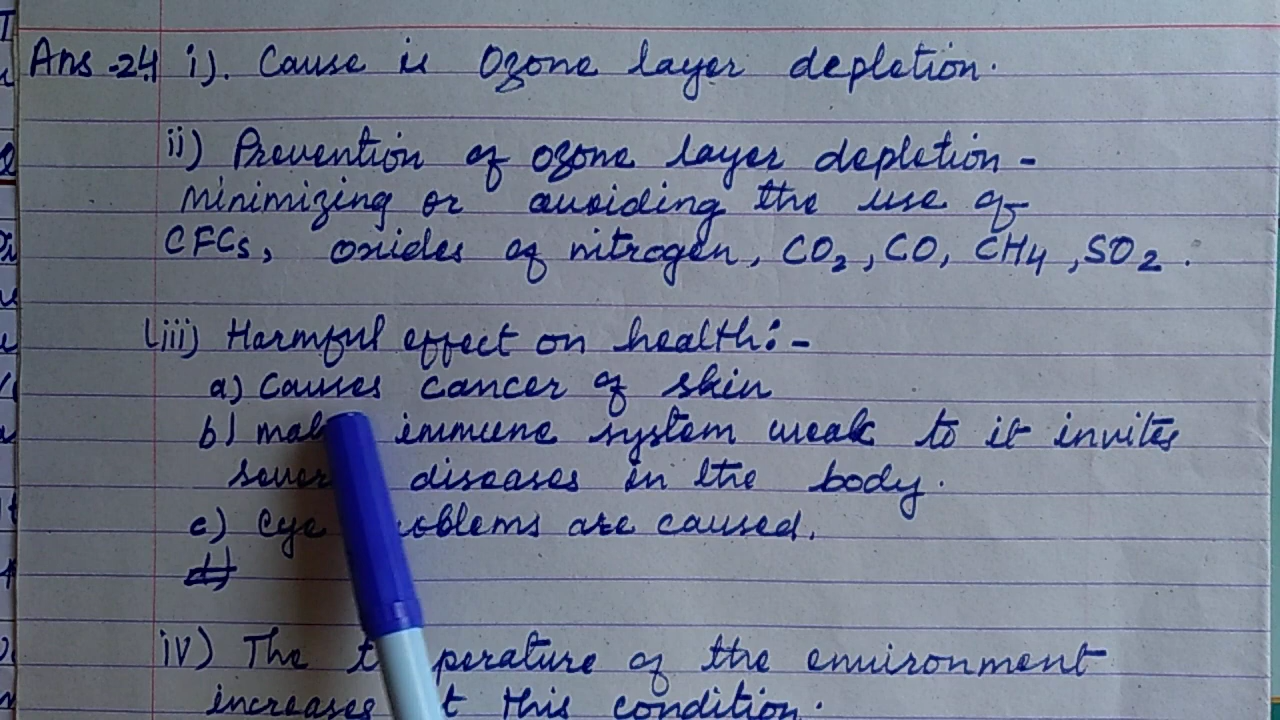 Ans-24 i). Cause is Ozone layer depletion.
ii) Prevention of ozone layer depletion -
minimizing or avoiding the use of
CFCs, oxides of nitrogen, CO2, CO, CH4, SO2.
(iii) Harmful effect on health:-
a) causes cancer of skin
b) immune system weak to it invites
diseases in the body.
c) Eye are caused.
d)
iv) The of the environment
increases this condition.